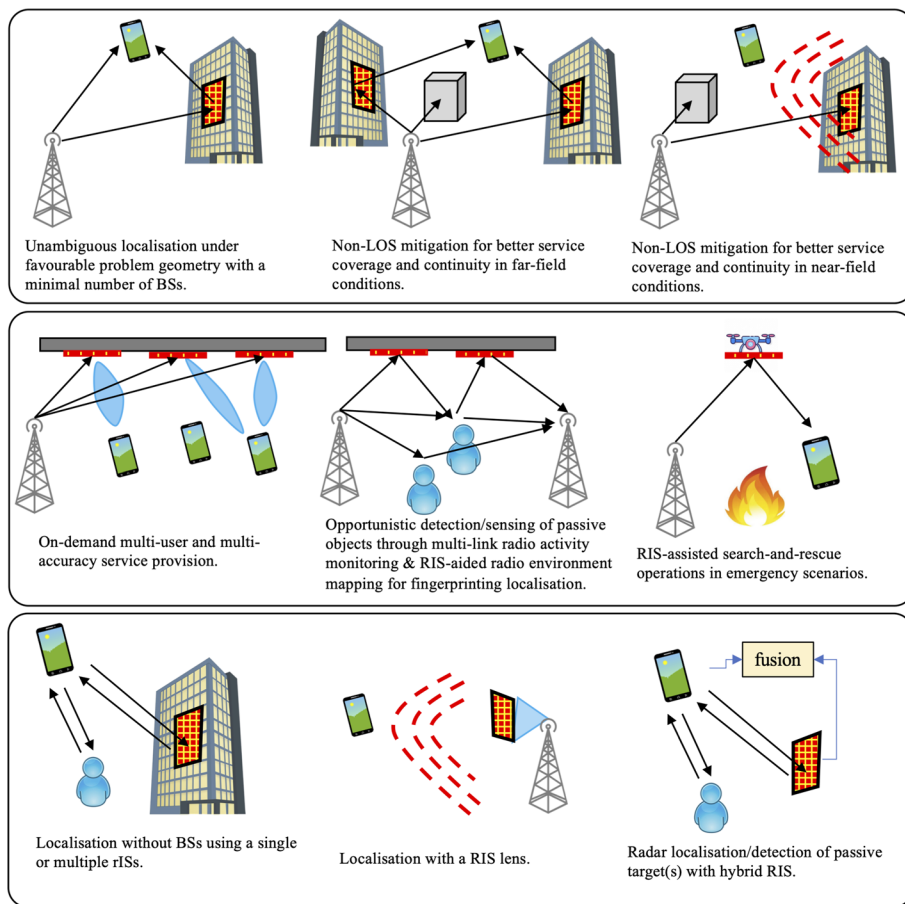 Unambiguous localisation under
favourable problem geometry with a
minimal number of BSs.
Non-LOS mitigation for better service
coverage and continuity in far-field
conditions.
Non-LOS mitigation for better service
coverage and continuity in near-field
conditions.
On-demand multi-user and multi-
accuracy service provision.
Opportunistic detection/sensing of passive
objects through multi-link radio activity
monitoring & RIS-aided radio environment
mapping for fingerprinting localisation.
RIS-assisted search-and-rescue
operations in emergency scenarios.
Localisation without BSs using a single
or multiple rISs.
Localisation with a RIS lens.
fusion
Radar localisation/detection of passive
target(s) with hybrid RIS.